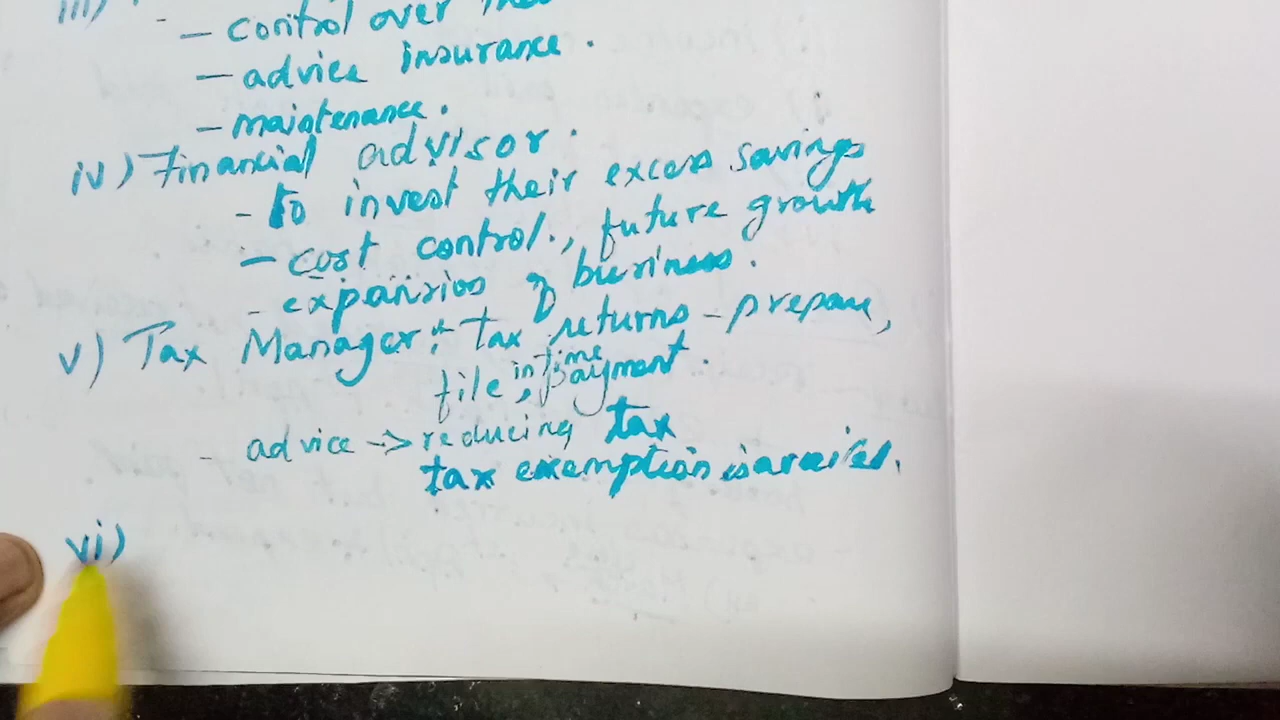 iii)
- control over
- advice insurance.
- maintenance.
iv) Financial advisor.
- to invest their excess savings
- cost control., future growth
- expansion of business.
v) Tax Manager: tax returns - prepare,
file in time, payment.
- advice -> reducing tax
tax exemption is availed.
vi)